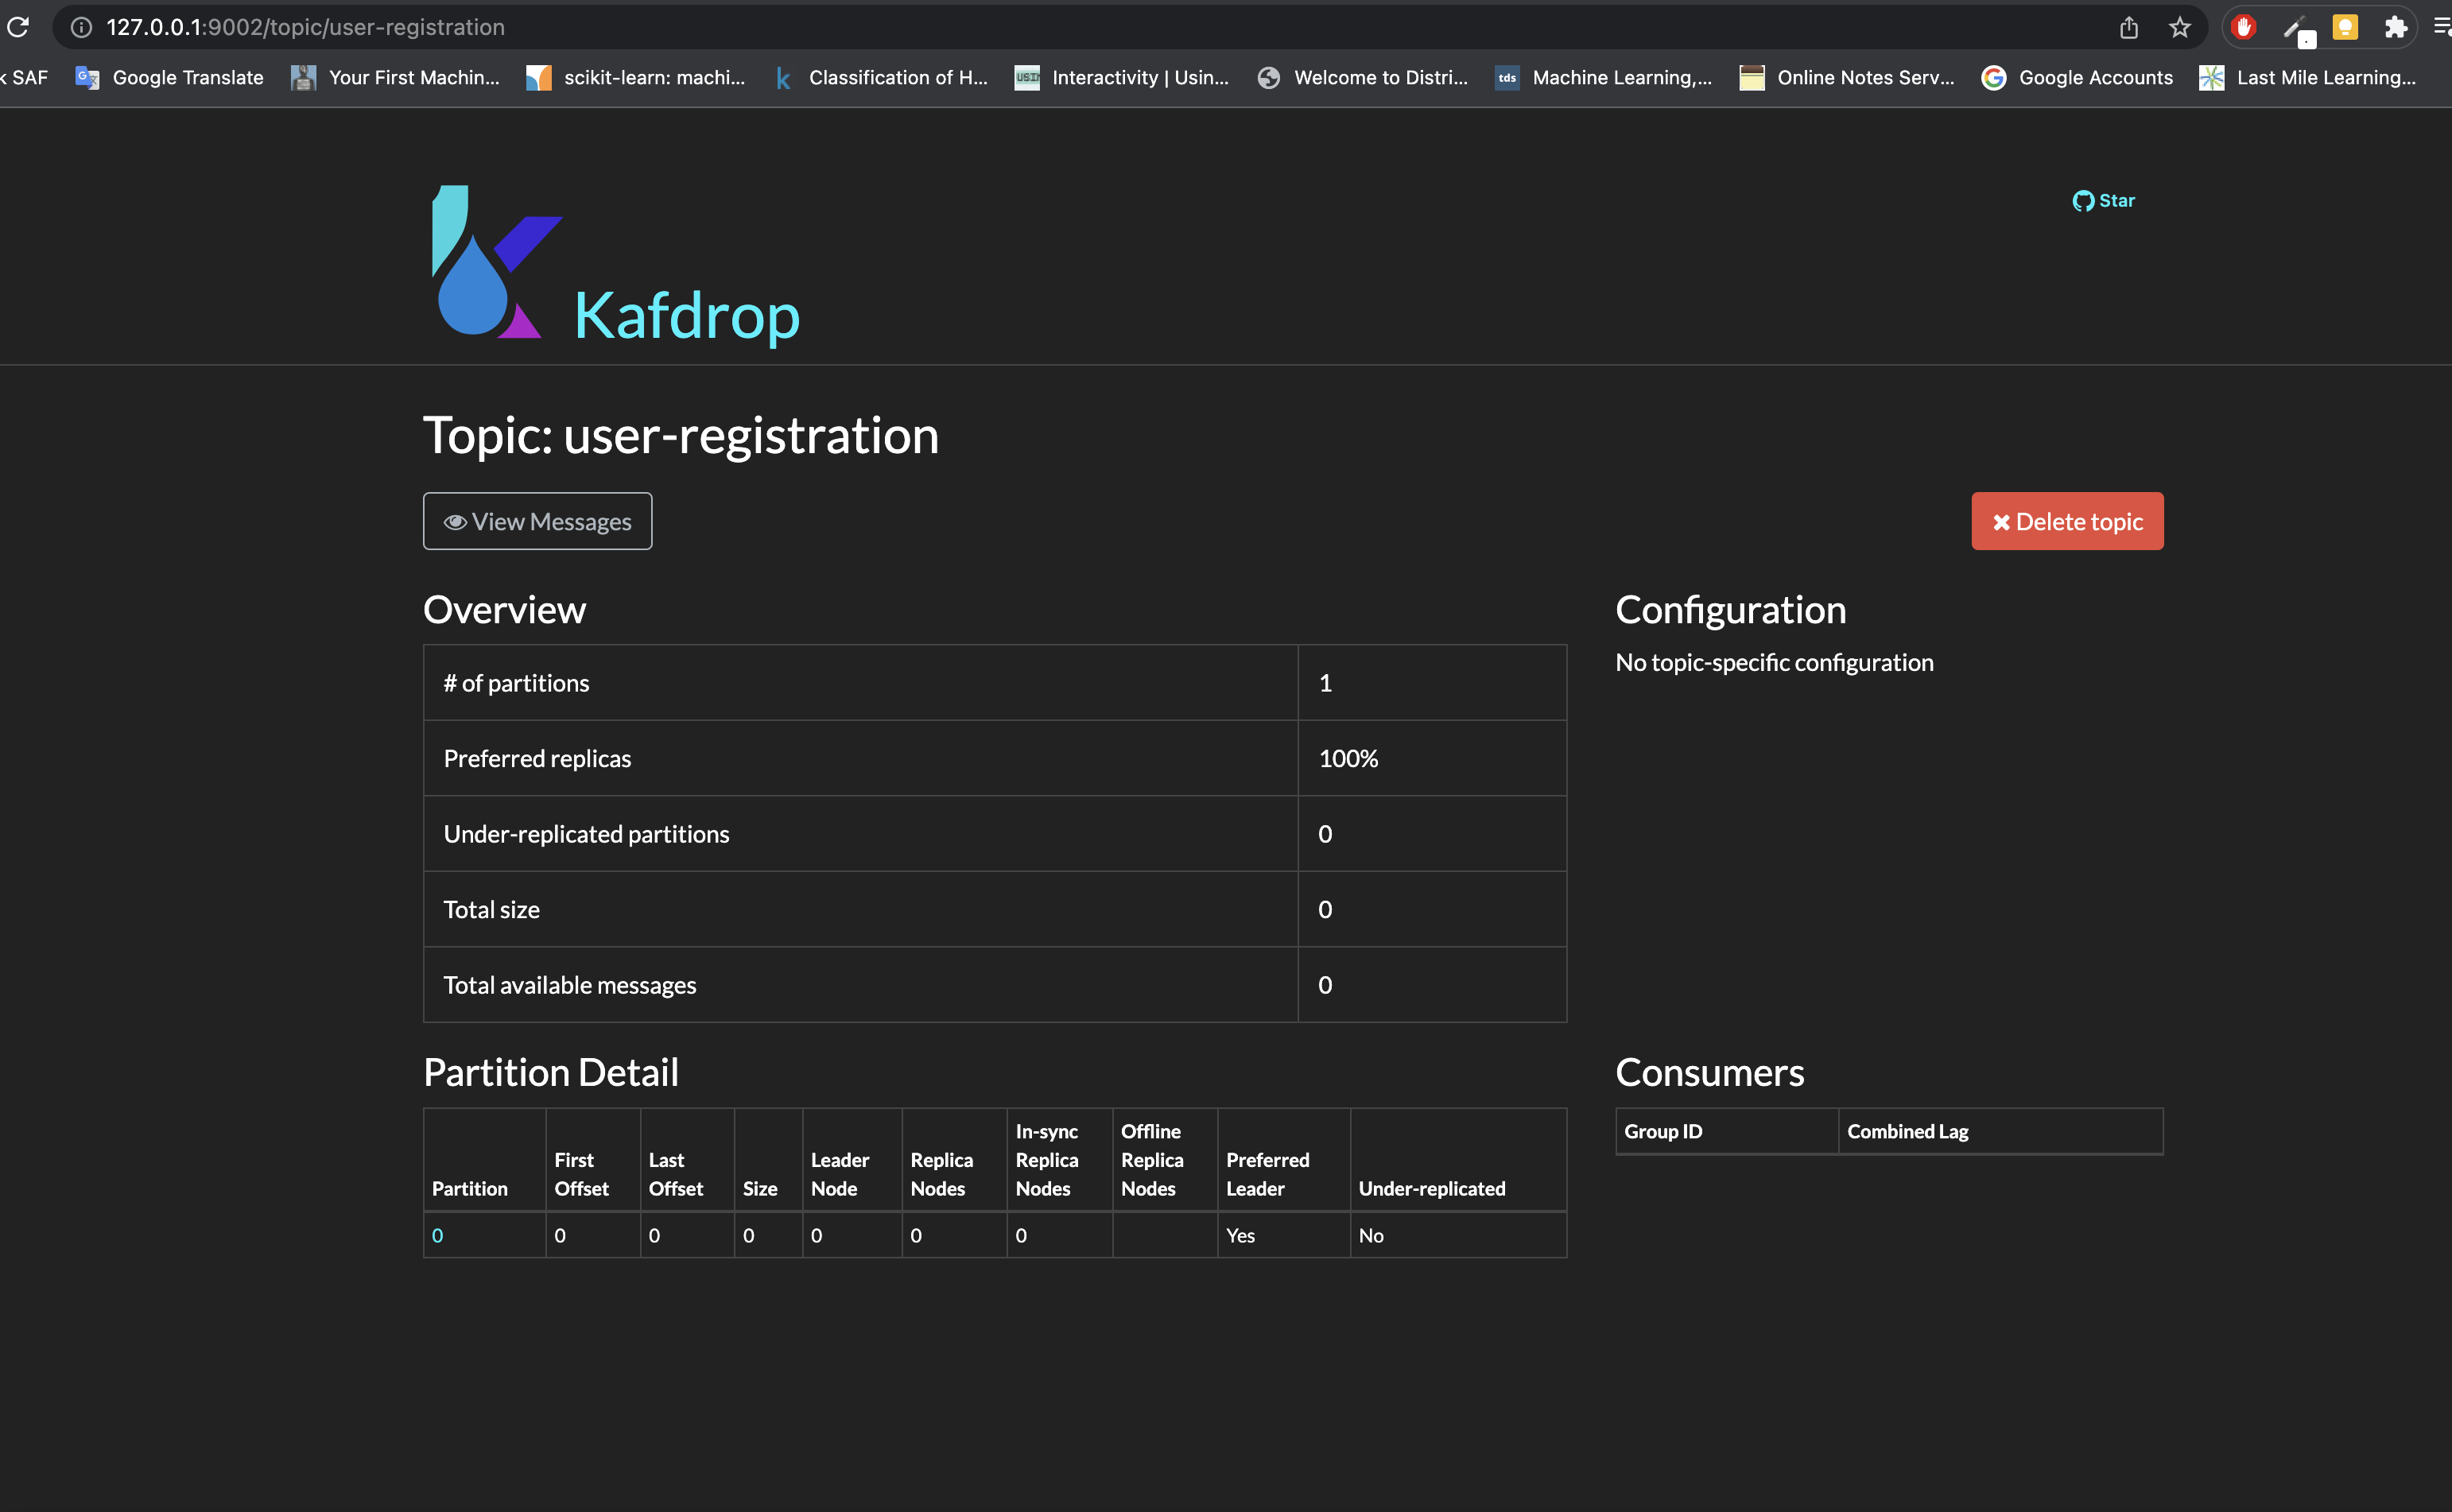 127.0.0.1:9002/topic/user-registration
k SAF Google Translate Your First Machin... scikit-learn: machi... k Classification of H... USIN Interactivity | Usin... Welcome to Distri... tds Machine Learning,... Online Notes Serv... Google Accounts Last Mile Learning...
Star
Kafdrop
Topic: user-registration
View Messages
Delete topic
Overview
# of partitions 1
Preferred replicas 100%
Under-replicated partitions 0
Total size 0
Total available messages 0
Configuration
No topic-specific configuration
Partition Detail
Partition First Offset Last Offset Size Leader Node Replica Nodes In-sync Replica Nodes Offline Replica Nodes Preferred Leader Under-replicated
0 0 0 0 0 0 0 Yes No
Consumers
Group ID Combined Lag